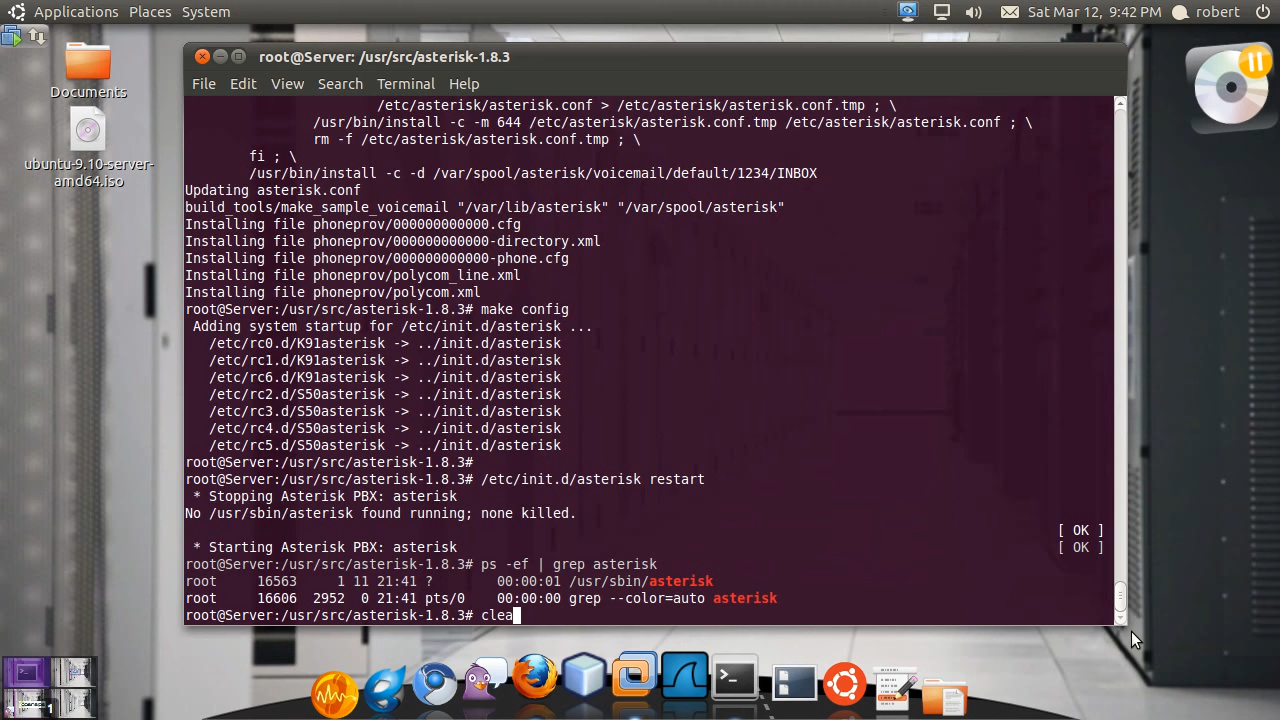 Applications Places System
Sat Mar 12, 9:42 PM robert
Documents
ubuntu-9.10-server-
amd64.iso
root@Server: /usr/src/asterisk-1.8.3
File Edit View Search Terminal Help
/etc/asterisk/asterisk.conf > /etc/asterisk/asterisk.conf.tmp ; \
/usr/bin/install -c -m 644 /etc/asterisk/asterisk.conf.tmp /etc/asterisk/asterisk.conf ; \
rm -f /etc/asterisk/asterisk.conf.tmp ; \
fi ; \
/usr/bin/install -c -d /var/spool/asterisk/voicemail/default/1234/INBOX
Updating asterisk.conf
build_tools/make_sample_voicemail "/var/lib/asterisk" "/var/spool/asterisk"
Installing file phoneprov/000000000000.cfg
Installing file phoneprov/000000000000-directory.xml
Installing file phoneprov/000000000000-phone.cfg
Installing file phoneprov/polycom_line.xml
Installing file phoneprov/polycom.xml
root@Server:/usr/src/asterisk-1.8.3# make config
Adding system startup for /etc/init.d/asterisk ...
/etc/rc0.d/K91asterisk -> ../init.d/asterisk
/etc/rc1.d/K91asterisk -> ../init.d/asterisk
/etc/rc6.d/K91asterisk -> ../init.d/asterisk
/etc/rc2.d/S50asterisk -> ../init.d/asterisk
/etc/rc3.d/S50asterisk -> ../init.d/asterisk
/etc/rc4.d/S50asterisk -> ../init.d/asterisk
/etc/rc5.d/S50asterisk -> ../init.d/asterisk
root@Server:/usr/src/asterisk-1.8.3#
root@Server:/usr/src/asterisk-1.8.3# /etc/init.d/asterisk restart
* Stopping Asterisk PBX: asterisk
No /usr/sbin/asterisk found running; none killed.
[ OK ]
* Starting Asterisk PBX: asterisk [ OK ]
root@Server:/usr/src/asterisk-1.8.3# ps -ef | grep asterisk
root 16563 1 11 21:41 ? 00:00:01 /usr/sbin/asterisk
root 16606 2952 0 21:41 pts/0 00:00:00 grep --color=auto asterisk
root@Server:/usr/src/asterisk-1.8.3# clea